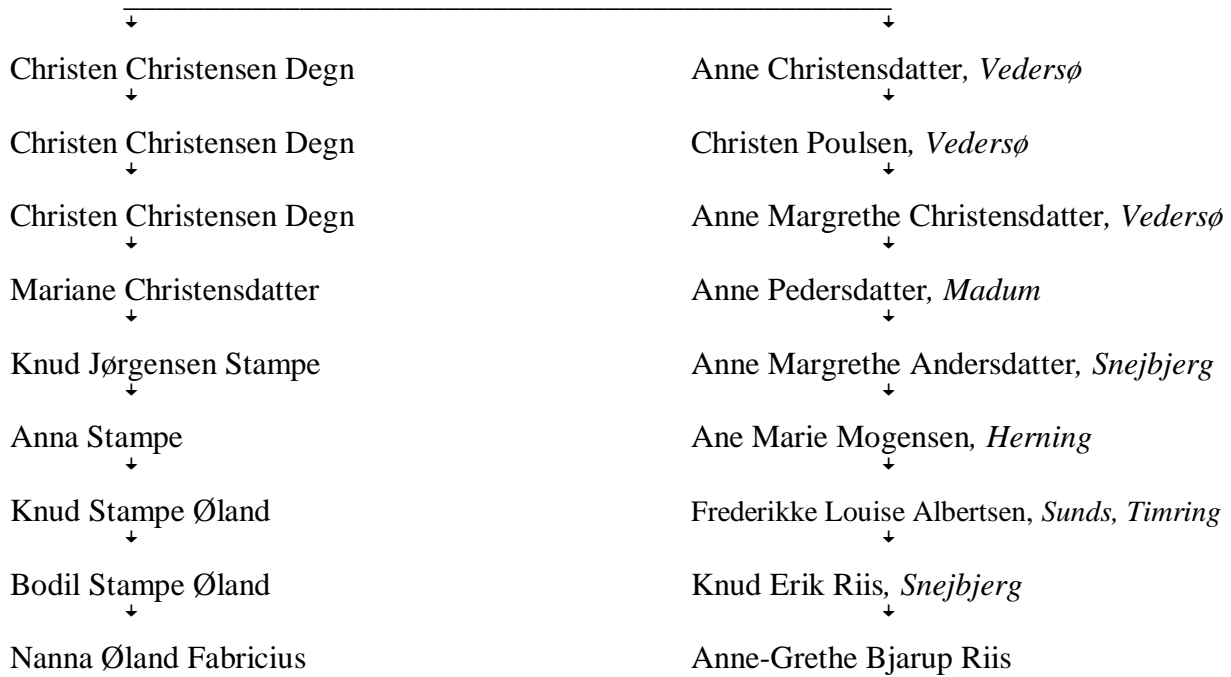 Christen Christensen Degn Anne Christensdatter, Vedersø
Christen Christensen Degn Christen Poulsen, Vedersø
Christen Christensen Degn Anne Margrethe Christensdatter, Vedersø
Mariane Christensdatter Anne Pedersdatter, Madum
Knud Jørgensen Stampe Anne Margrethe Andersdatter, Snejbjerg
Anna Stampe Ane Marie Mogensen, Herning
Knud Stampe Øland Frederikke Louise Albertsen, Sunds, Timring
Bodil Stampe Øland Knud Erik Riis, Snejbjerg
Nanna Øland Fabricius Anne-Grethe Bjarup Riis